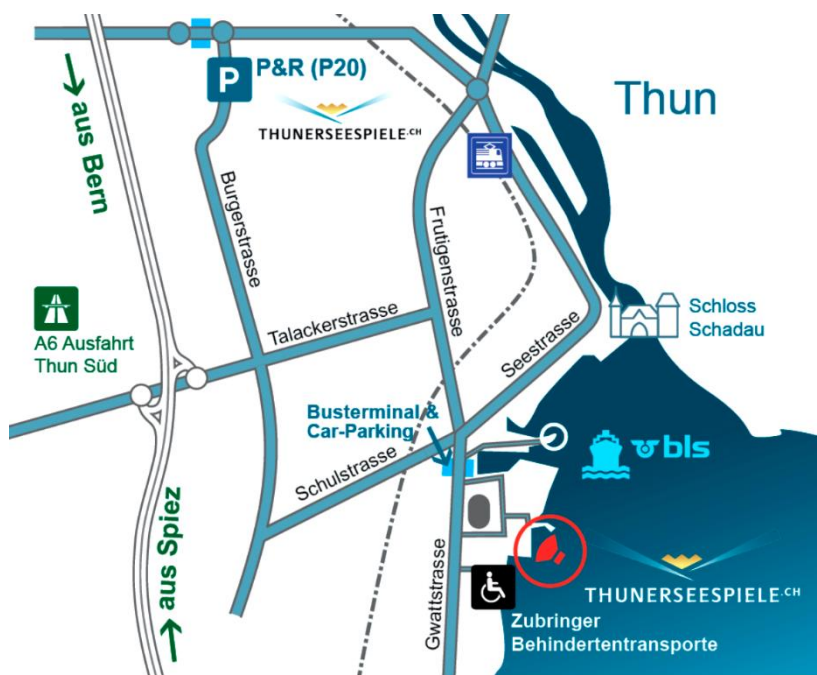 P
P&R (P20)
THUNERSEESPIELE.CH
Thun
aus Bern
Burgerstrasse
Frutigenstrasse
A6 Ausfahrt
Thun Süd
Talackerstrasse
Seestrasse
Schloss
Schadau
Busterminal &
Car-Parking
Schulstrasse
bls
aus Spiez
Gwattstrasse
THUNERSEESPIELE.CH
Zubringer
Behindertentransporte